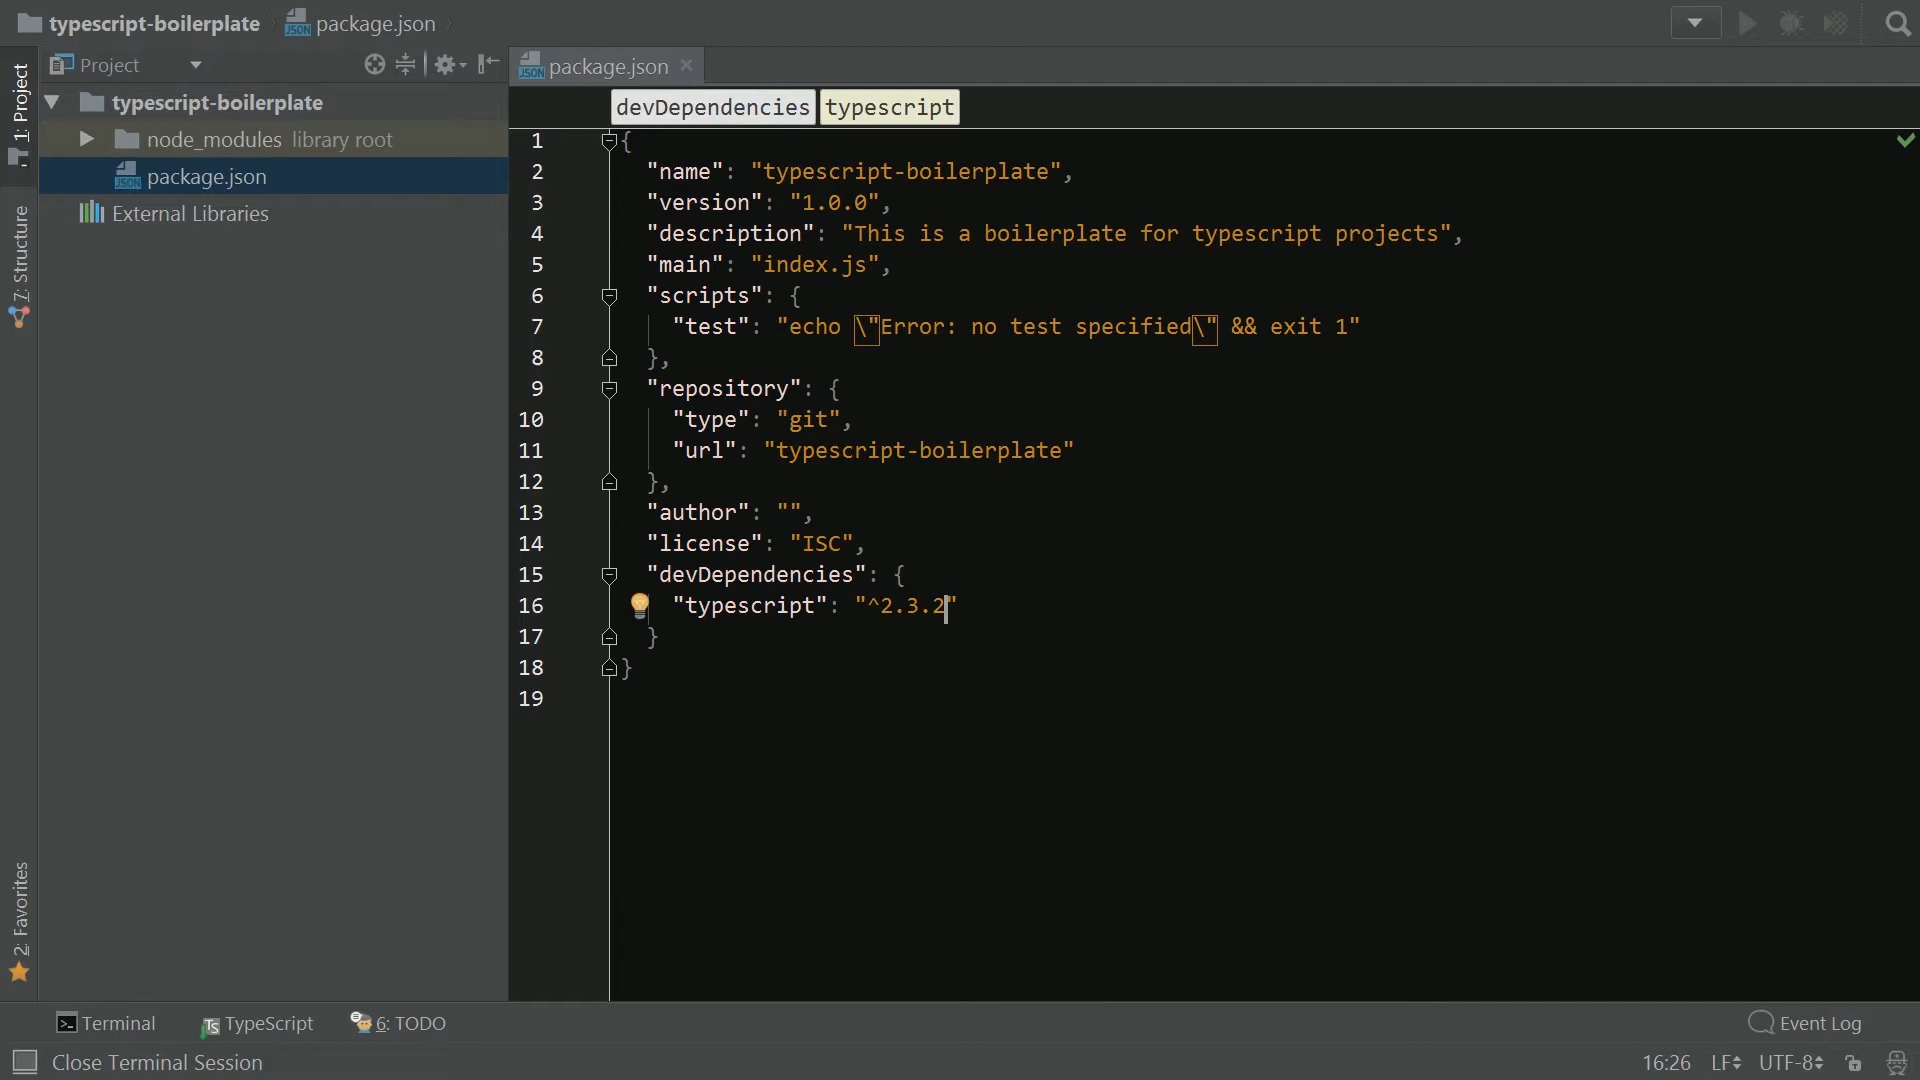 typescript-boilerplate package.json
Project
package.json
1: Project
typescript-boilerplate
node_modules library root
package.json
External Libraries
7: Structure
2: Favorites
devDependencies typescript
1 {
2 "name": "typescript-boilerplate",
3 "version": "1.0.0",
4 "description": "This is a boilerplate for typescript projects",
5 "main": "index.js",
6 "scripts": {
7 "test": "echo \"Error: no test specified\" && exit 1"
8 },
9 "repository": {
10 "type": "git",
11 "url": "typescript-boilerplate"
12 },
13 "author": "",
14 "license": "ISC",
15 "devDependencies": {
16 "typescript": "^2.3.2"
17 }
18 }
19
Terminal TypeScript 6: TODO Event Log
Close Terminal Session 16:26 LF UTF-8